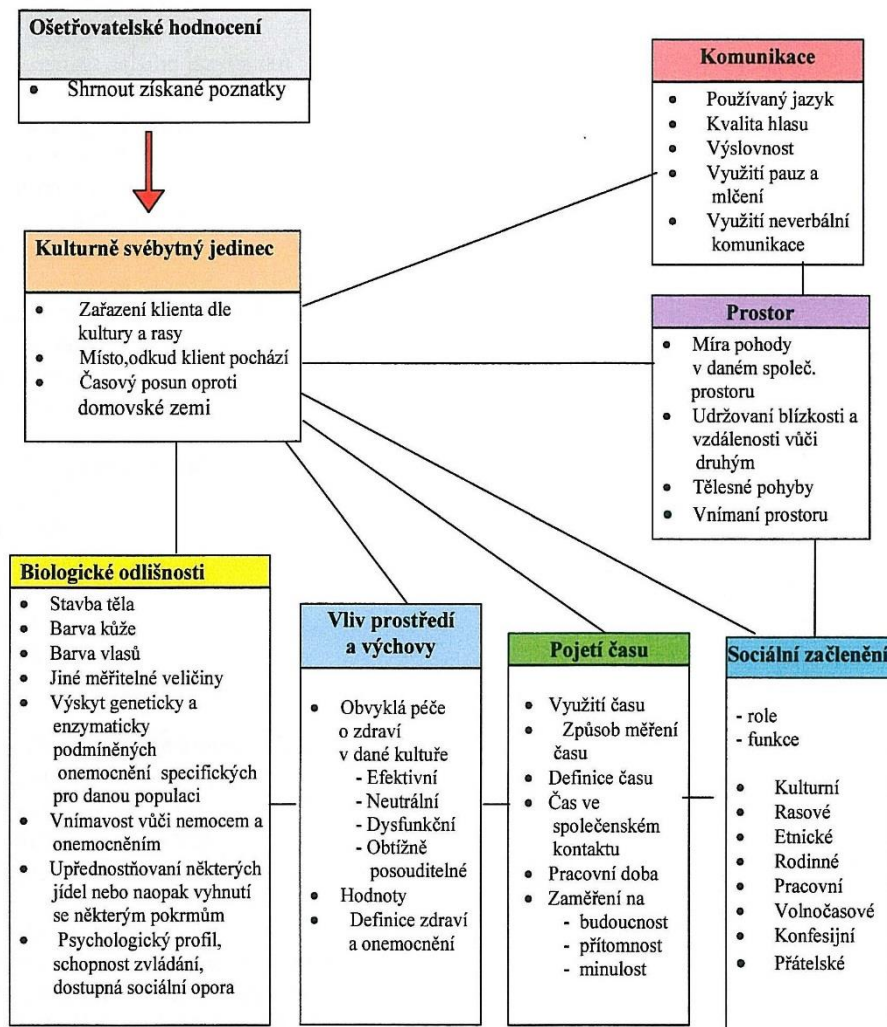 Ošetřovatelské hodnocení
• Shrnout získané poznatky
Kulturně svébytný jedinec
• Zařazení klienta dle
kultury a rasy
• Místo,odkud klient pochází
• Časový posun oproti
domovské zemi
Komunikace
• Používaný jazyk
• Kvalita hlasu
• Výslovnost
• Využití pauz a
mlčení
• Využití neverbální
komunikace
Prostor
• Míra pohody
v daném společ.
prostoru
• Udržovaní blízkosti a
vzdálenosti vůči
druhým
• Tělesné pohyby
• Vnímaní prostoru
Biologické odlišnosti
• Stavba těla
• Barva kůže
• Barva vlasů
• Jiné měřitelné veličiny
• Výskyt geneticky a
enzymaticky
podmíněných
onemocnění specifických
pro danou populaci
• Vnímavost vůči nemocem a
onemocněním
• Upřednostňovaní některých
jídel nebo naopak vyhnutí
se některým pokrmům
• Psychologický profil,
schopnost zvládání,
dostupná sociální opora
Vliv prostředí
a výchovy
• Obvyklá péče
o zdraví
v dané kultuře
- Efektivní
- Neutrální
- Dysfunkční
- Obtížně
posouditelné
• Hodnoty
• Definice zdraví
a onemocnění
Pojetí času
• Využití času
• Způsob měření
času
• Definice času
• Čas ve
společenském
kontaktu
• Pracovní doba
• Zaměření na
- budoucnost
- přítomnost
- minulost
Sociální začlenění
- role
- funkce
• Kulturní
• Rasové
• Etnické
• Rodinné
• Pracovní
• Volnočasové
• Konfesijní
• Přátelské